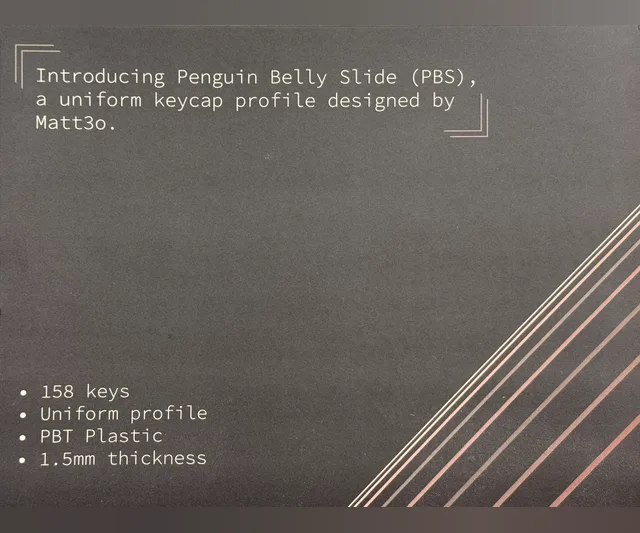 Introducing Penguin Belly Slide (PBS),
a uniform keycap profile designed by
Matt3o.
• 158 keys
• Uniform profile
• PBT Plastic
• 1.5mm thickness